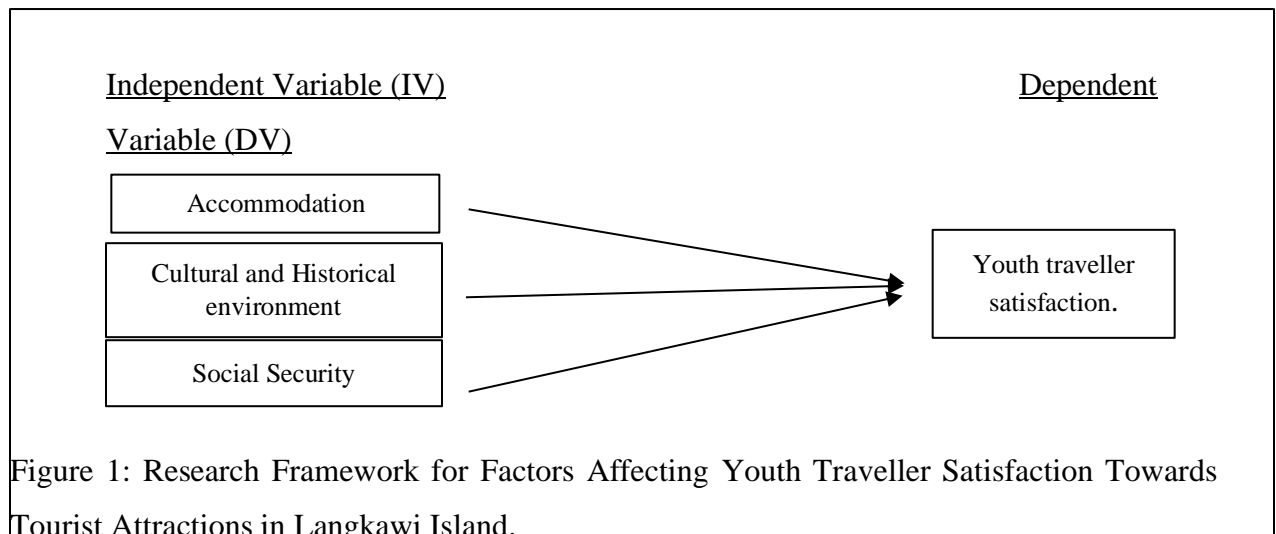 Independent Variable (IV) Dependent
Variable (DV)
Accommodation
Cultural and Historical
environment
Social Security
Youth traveller
satisfaction.
Figure 1: Research Framework for Factors Affecting Youth Traveller Satisfaction Towards
Tourist Attractions in Langkawi Island.